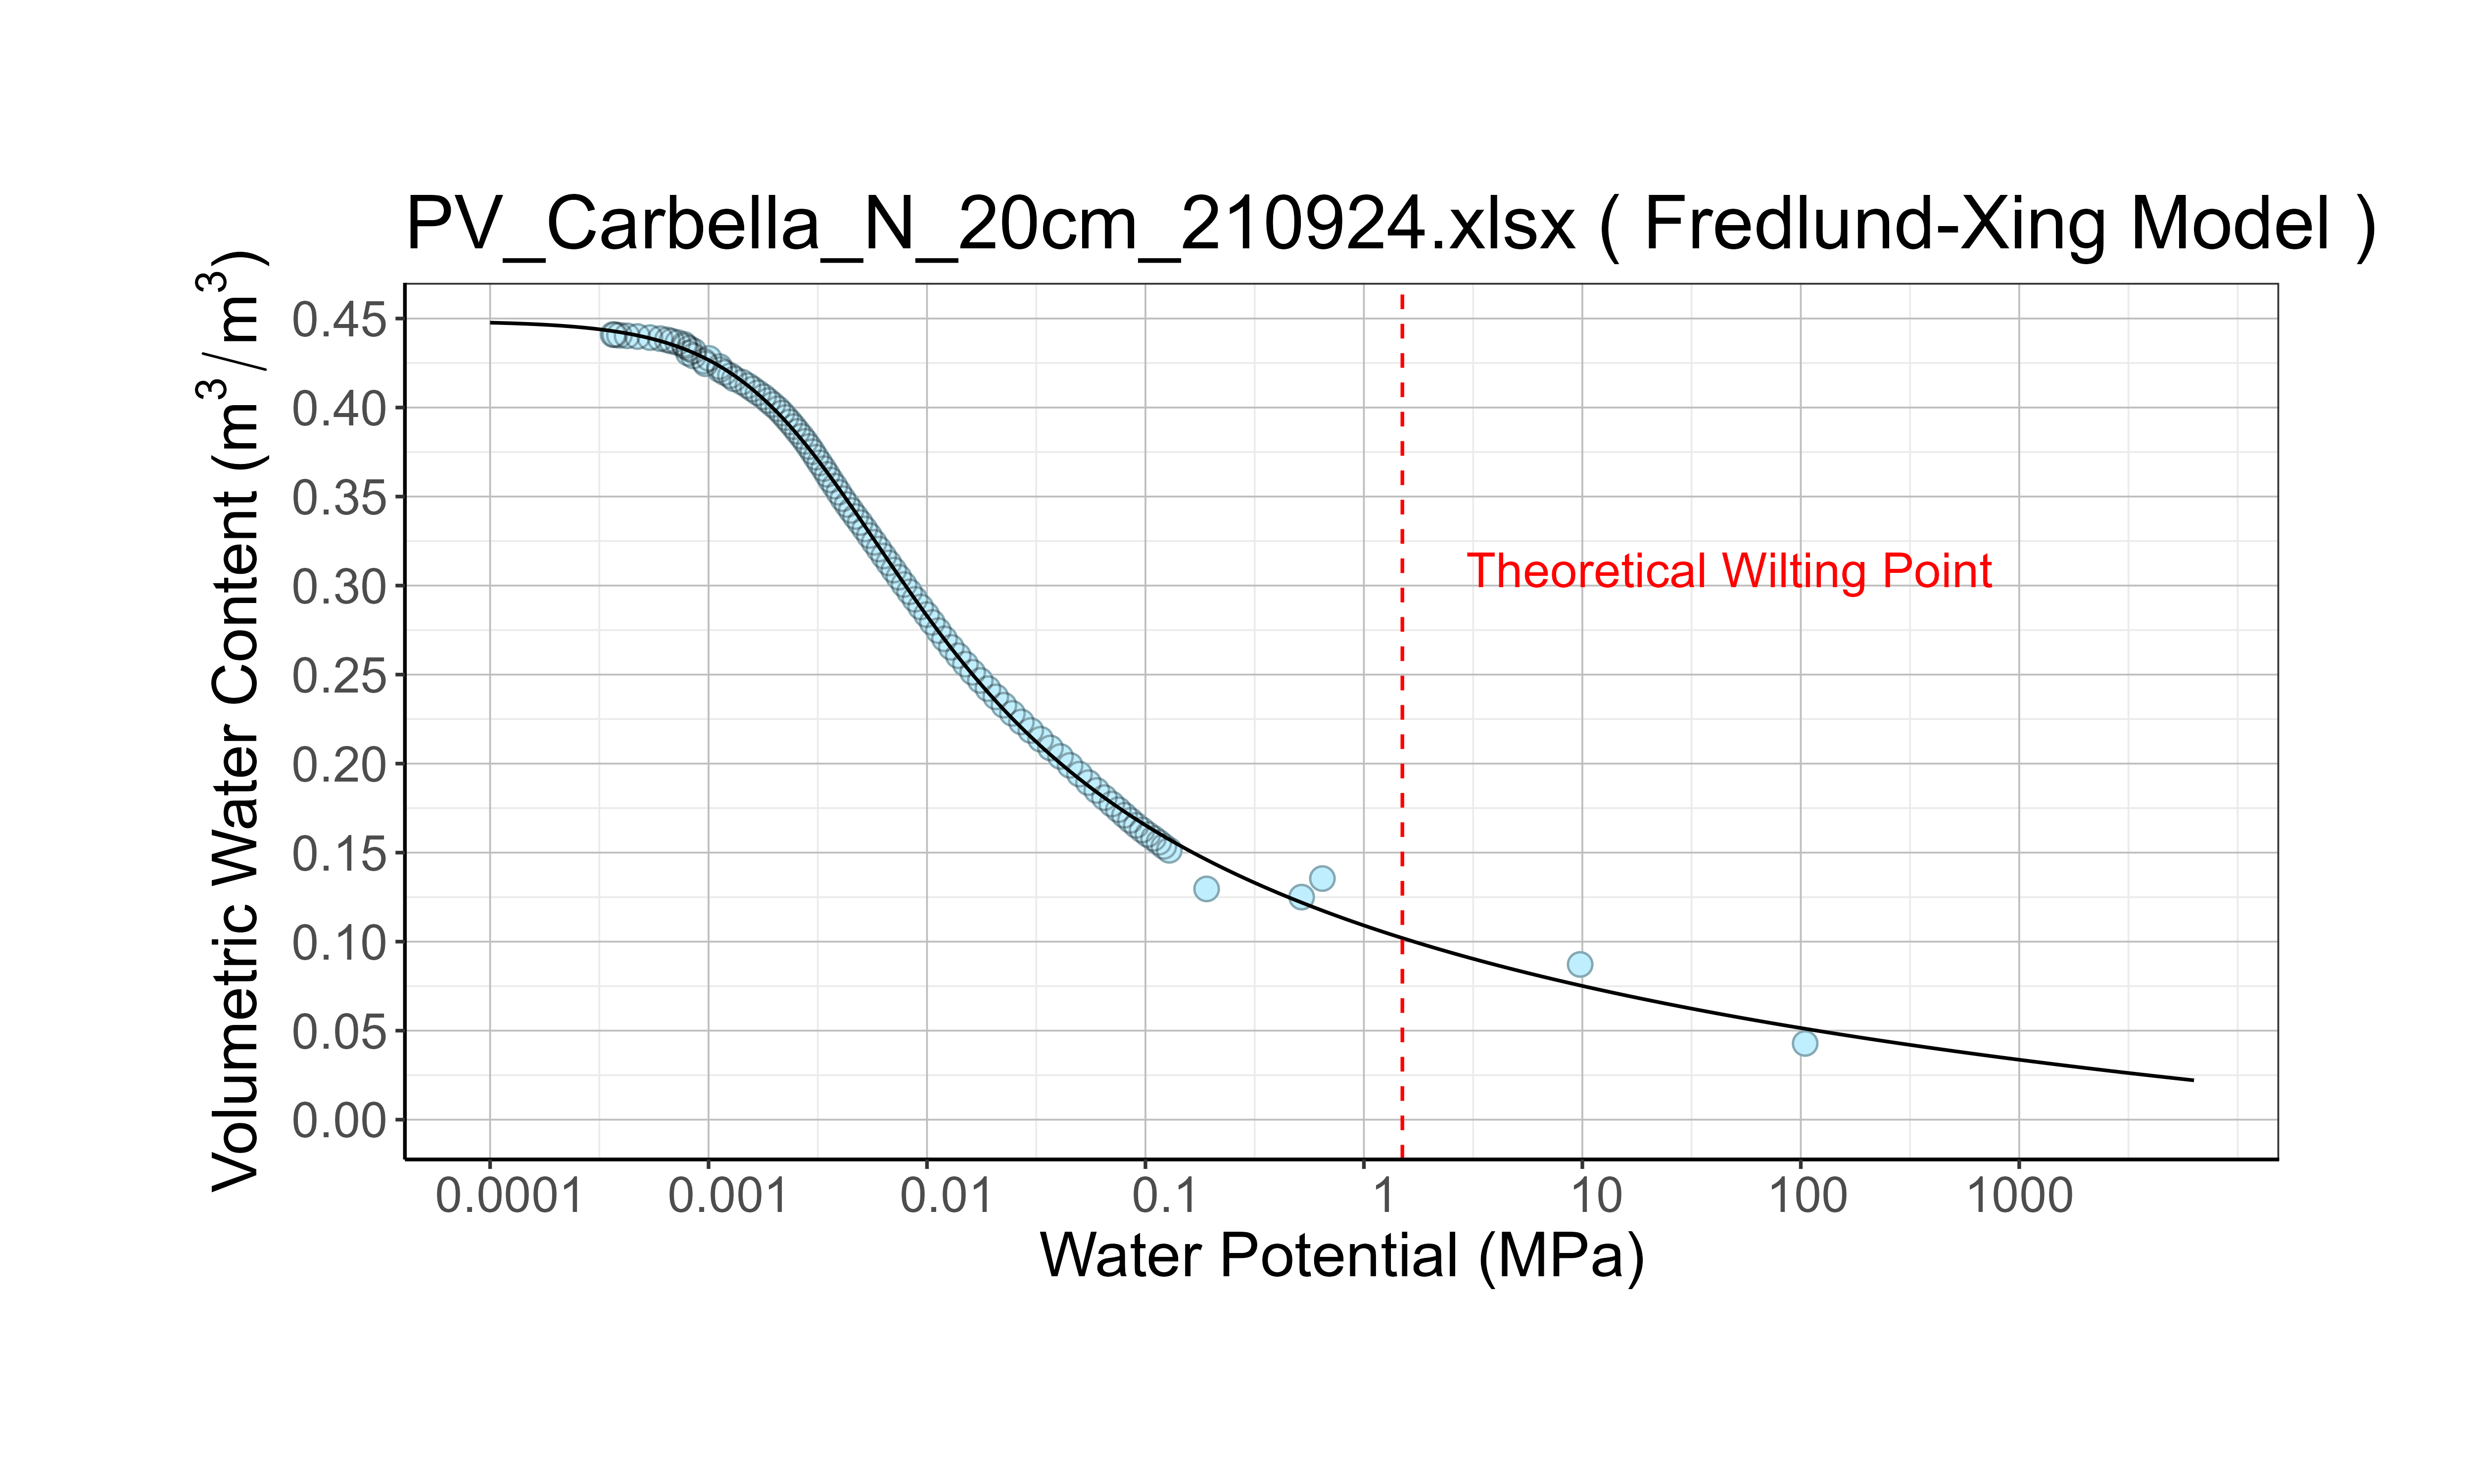 PV_Carbella_N_20cm_210924.xlsx ( Fredlund-Xing Model )
Volumetric Water Content (m³/m³)
0.45
0.40
0.35
0.30
0.25
0.20
0.15
0.10
0.05
0.00
Theoretical Wilting Point
0.0001 0.001 0.01 0.1 1 10 100 1000
Water Potential (MPa)